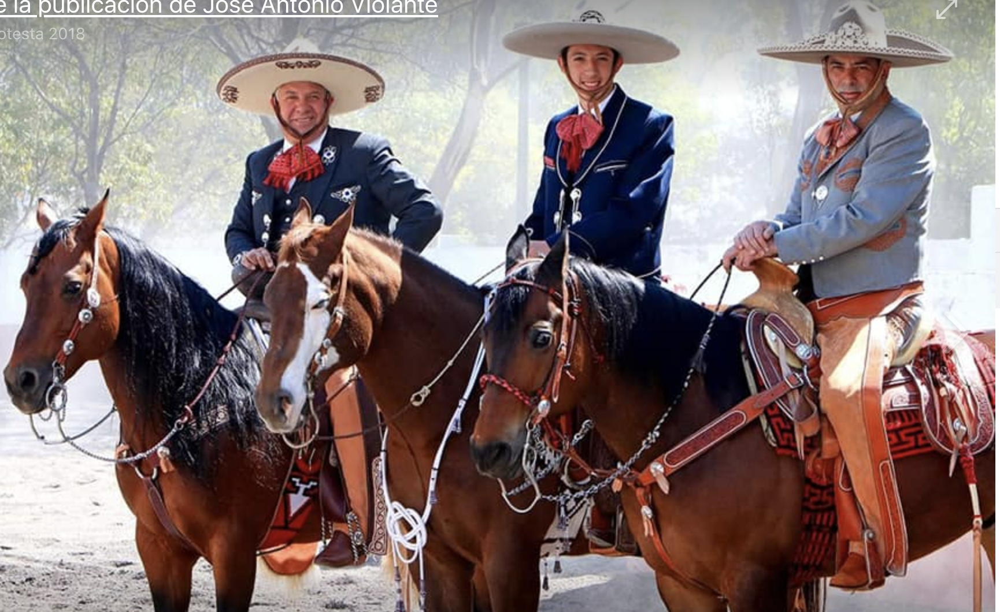 e la publicación de José Antonio Violante
otesta 2018